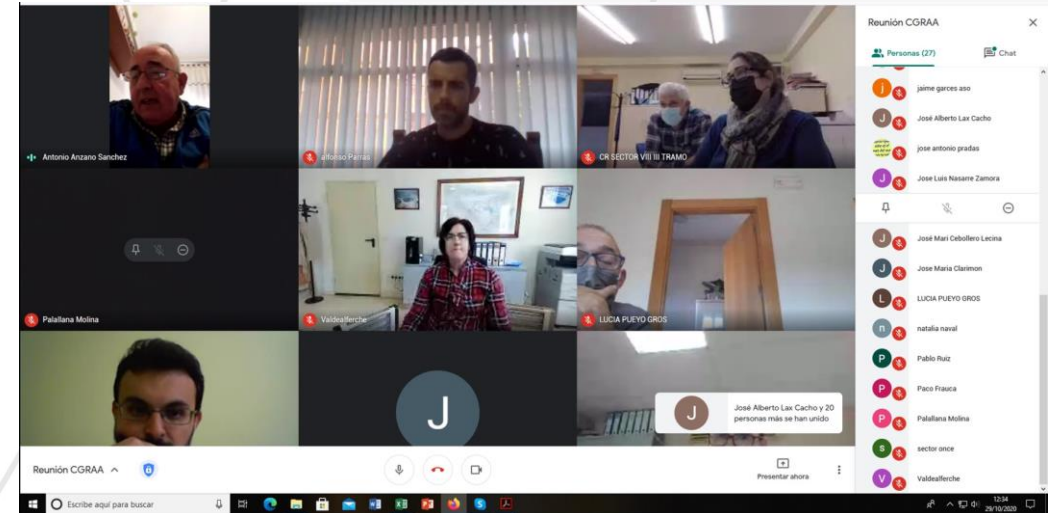 Antonio Anzano Sanchez
alfonso Parras
CR SECTOR VIII III TRAMO
Palallana Molina
Valdealferche
LUCIA PUEYO GROS
J
J
José Alberto Lax Cacho y 20
personas más se han unido
Reunión CGRAA
Personas (27)
Chat
j
jaime garces aso
J
José Alberto Lax Cacho
jose antonio pradas
J
Jose Luis Nasarre Zamora
J
José Mari Cebollero Lecina
J
Jose Maria Clarimon
L
LUCIA PUEYO GROS
n
natalia naval
P
Pablo Ruiz
P
Paco Frauca
P
Palallana Molina
s
sector once
V
Valdealferche
Reunión CGRAA
Presentar ahora
Escribe aquí para buscar
12:34
29/10/2020